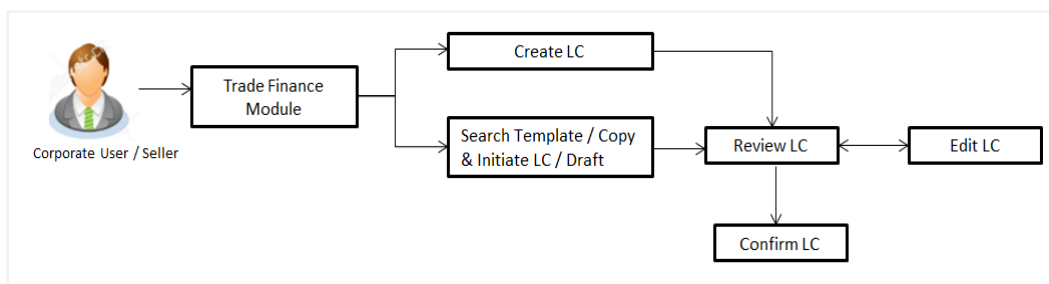 Create LC
Trade Finance
Module
Search Template / Copy
& Initiate LC / Draft
Review LC
Edit LC
Corporate User / Seller
Confirm LC